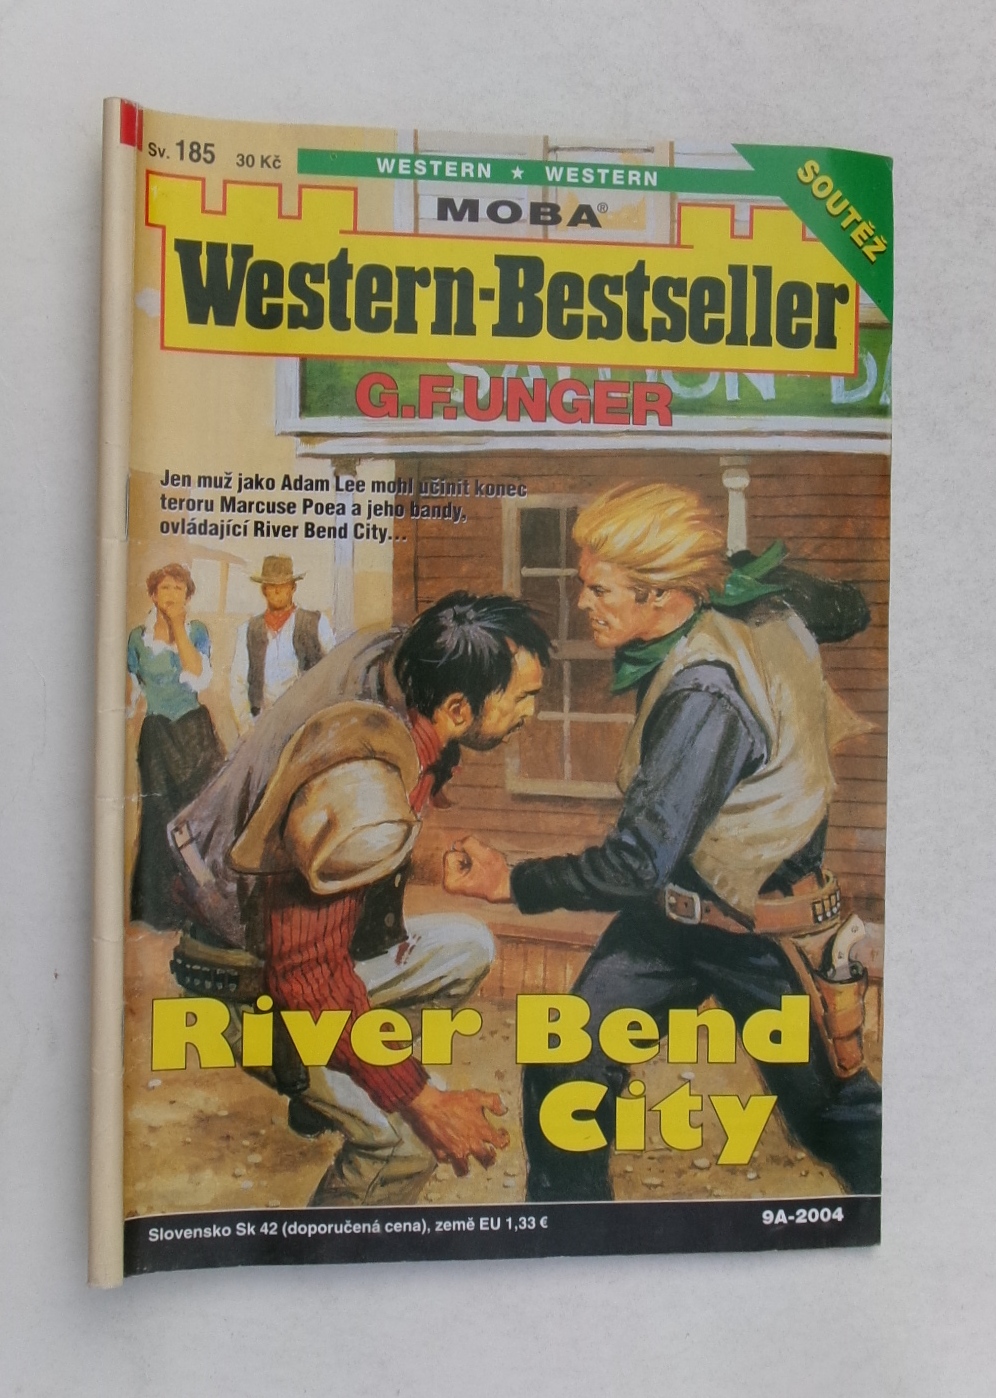 Sv. 185 30 Kč
WESTERN ★ WESTERN
SOUTĚŽ
MOBA®
Western-Bestseller
G.F.UNGER
Jen muž jako Adam Lee mohl učinit konec
teroru Marcuse Poea a jeho bandy,
ovládající River Bend City...
River Bend
City
Slovensko Sk 42 (doporučená cena), země EU 1,33 €
9A-2004